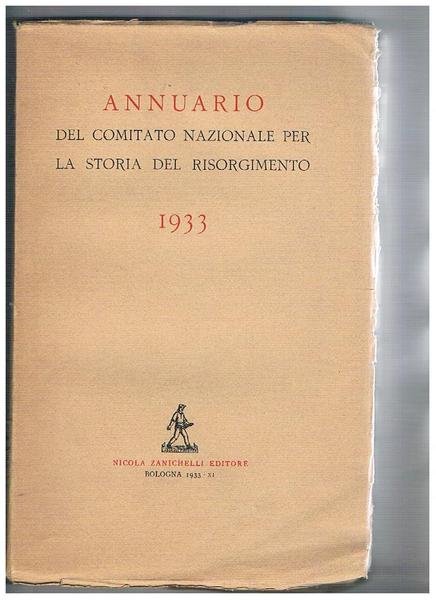 ANNUARIO
DEL COMITATO NAZIONALE PER
LA STORIA DEL RISORGIMENTO
1933
NICOLA ZANICHELLI EDITORE
BOLOGNA 1933 - XI